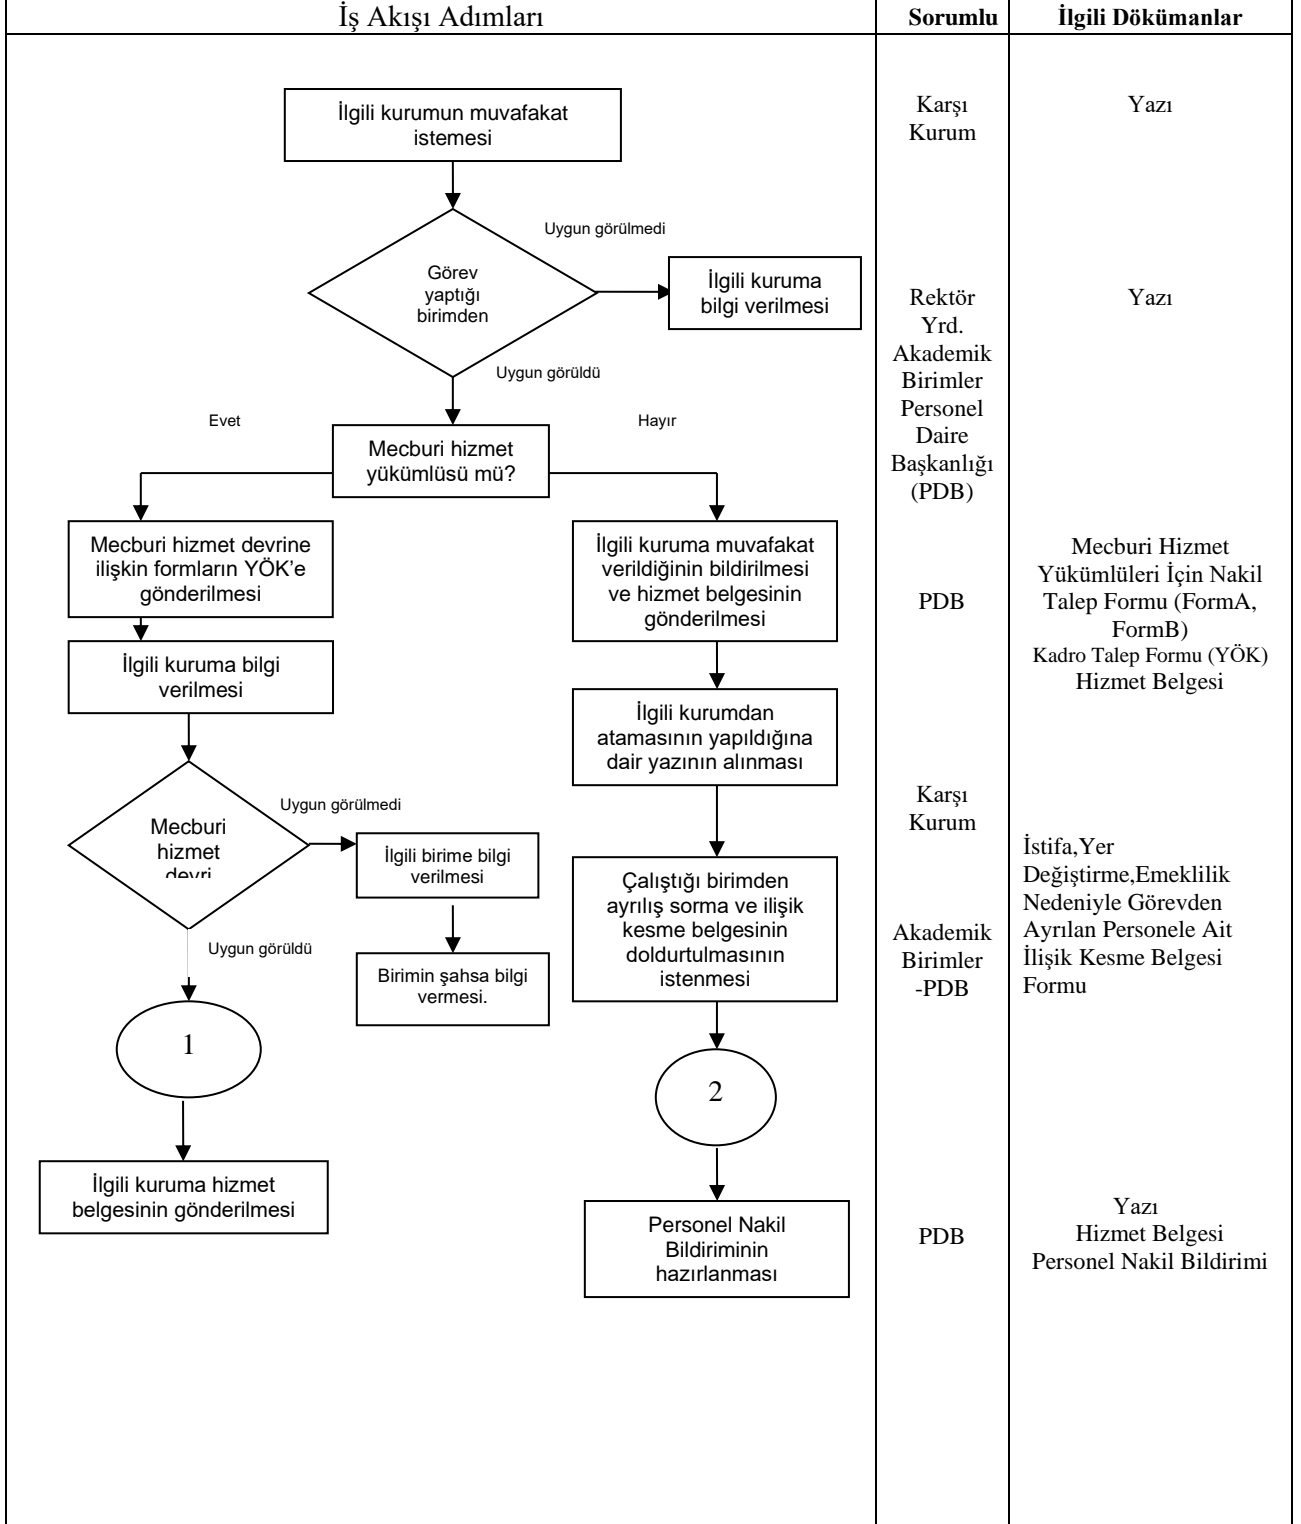 İş Akışı Adımları
Sorumlu
İlgili Dökümanlar
İlgili kurumun muvafakat
istemesi
Karşı
Kurum
Yazı
Uygun görülmedi
Görev
yaptığı
birimden
İlgili kuruma
bilgi verilmesi
Uygun görüldü
Rektör
Yrd.
Akademik
Birimler
Personel
Daire
Başkanlığı
(PDB)
Yazı
Evet
Hayır
Mecburi hizmet
yükümlüsü mü?
Mecburi hizmet devrine
ilişkin formların YÖK’e
gönderilmesi
İlgili kuruma muvafakat
verildiğinin bildirilmesi
ve hizmet belgesinin
gönderilmesi
PDB
Mecburi Hizmet
Yükümlüleri İçin Nakil
Talep Formu (FormA,
FormB)
Kadro Talep Formu (YÖK)
Hizmet Belgesi
İlgili kuruma bilgi
verilmesi
İlgili kurumdan
atamasının yapıldığına
dair yazının alınması
Karşı
Kurum
Uygun görülmedi
Mecburi
hizmet
devri
İlgili birime bilgi
verilmesi
Uygun görüldü
Birimin şahsa bilgi
vermesi.
Çalıştığı birimden
ayrılış sorma ve ilişik
kesme belgesinin
doldurtulmasının
istenmesi
Akademik
Birimler
-PDB
İstifa,Yer
Değiştirme,Emeklilik
Nedeniyle Görevden
Ayrılan Personele Ait
İlişik Kesme Belgesi
Formu
1
2
İlgili kuruma hizmet
belgesinin gönderilmesi
Personel Nakil
Bildiriminin
hazırlanması
PDB
Yazı
Hizmet Belgesi
Personel Nakil Bildirimi